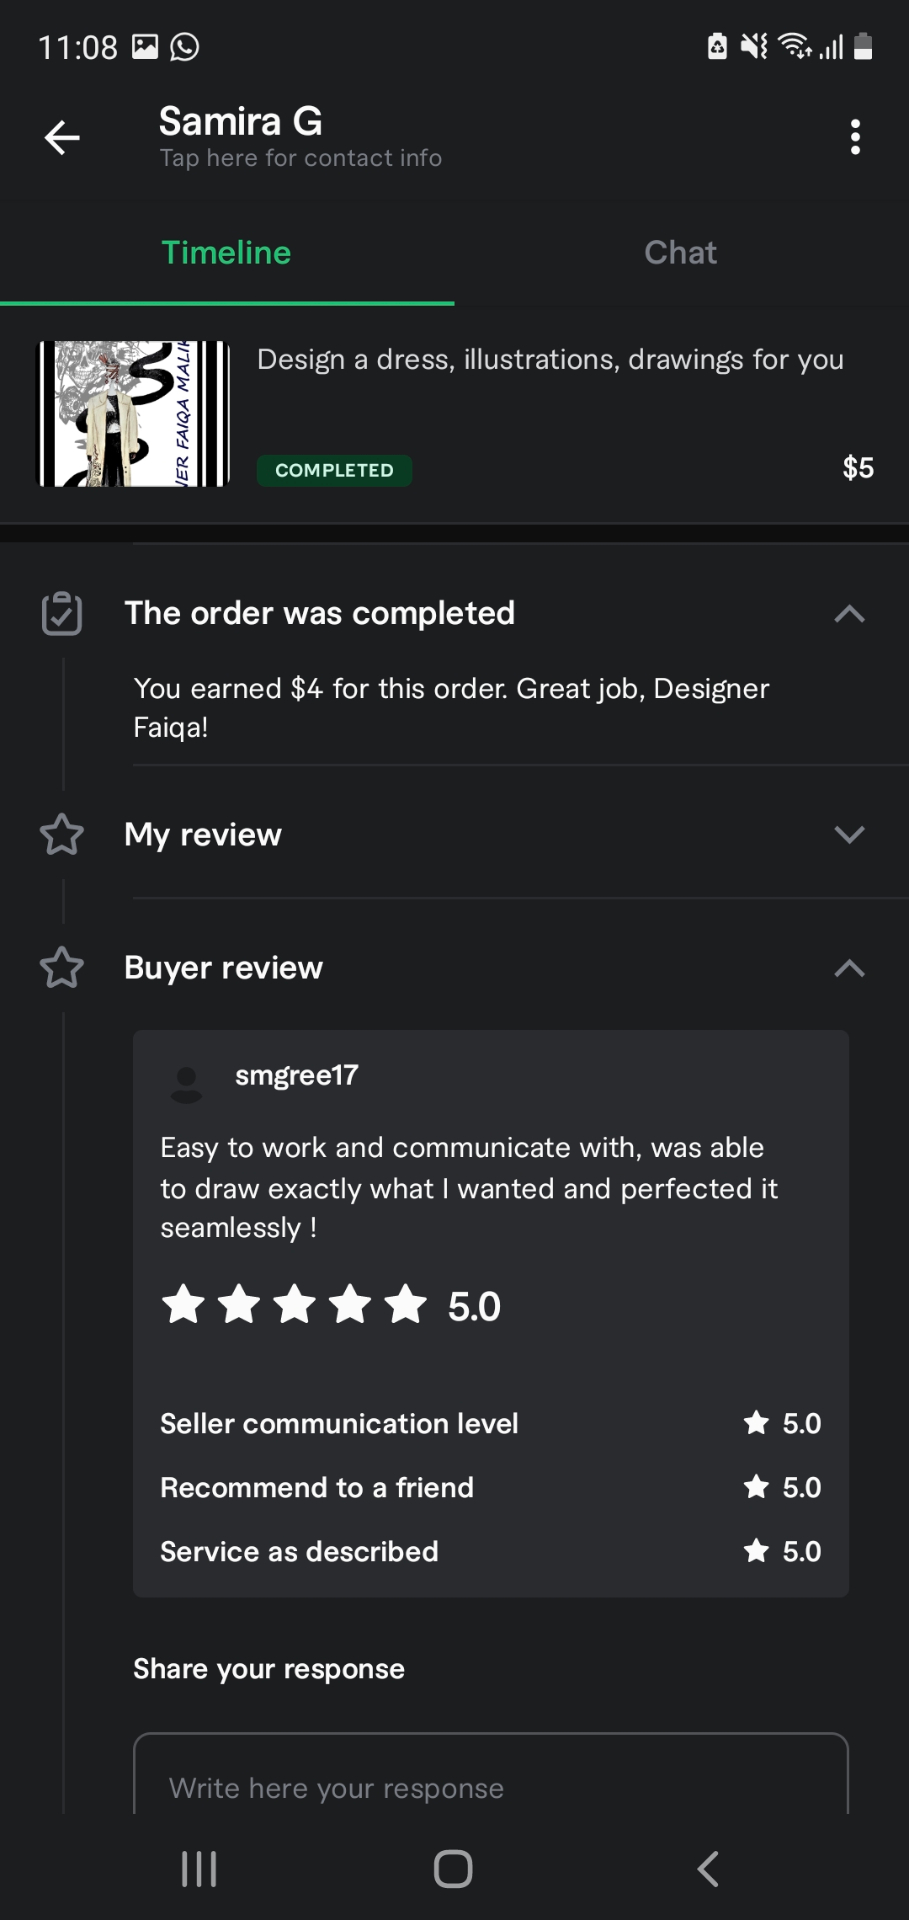 11:08
Samira G
Tap here for contact info
Timeline
Chat
Design a dress, illustrations, drawings for you
NER FAIQA MALIK
COMPLETED
$5
The order was completed
You earned $4 for this order. Great job, Designer
Faiqa!
My review
Buyer review
smgree17
Easy to work and communicate with, was able
to draw exactly what I wanted and perfected it
seamlessly !
5.0
Seller communication level
5.0
Recommend to a friend
5.0
Service as described
5.0
Share your response
Write here your response